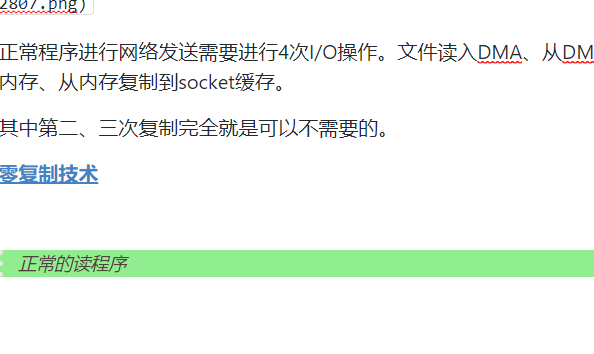 2807.png)
正常程序进行网络发送需要进行4次I/O操作。文件读入DMA、从DM
内存、从内存复制到socket缓存。
其中第二、三次复制完全就是可以不需要的。
零复制技术
正常的读程序